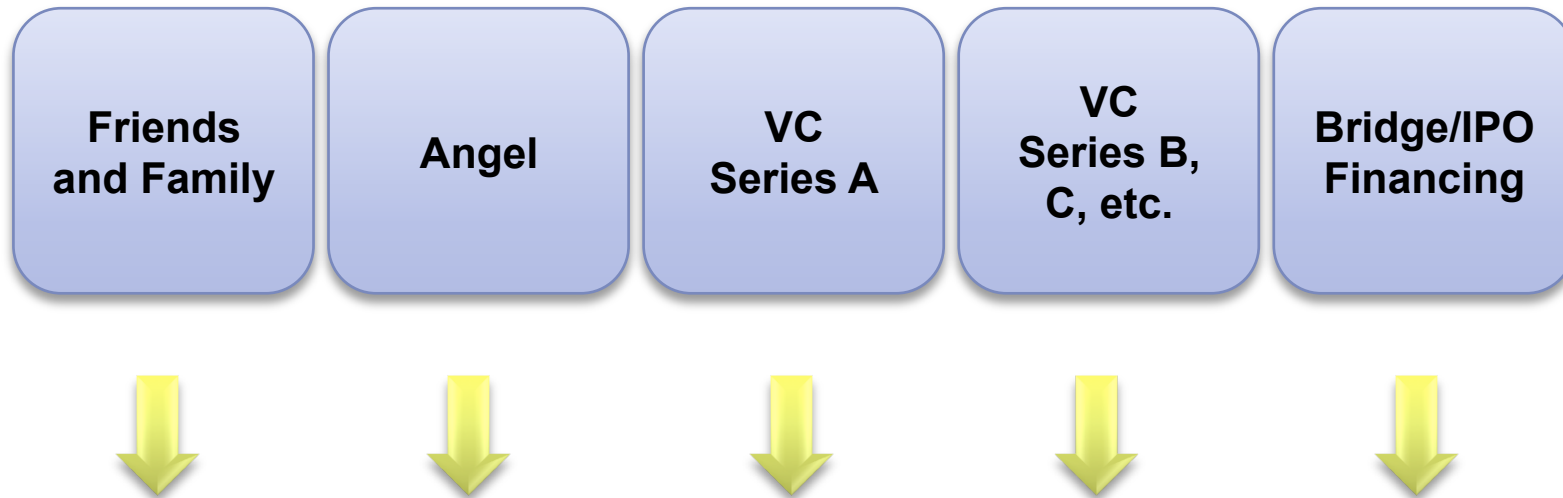 Friends
and Family
Angel
VC
Series A
VC
Series B,
C, etc.
Bridge/IPO
Financing